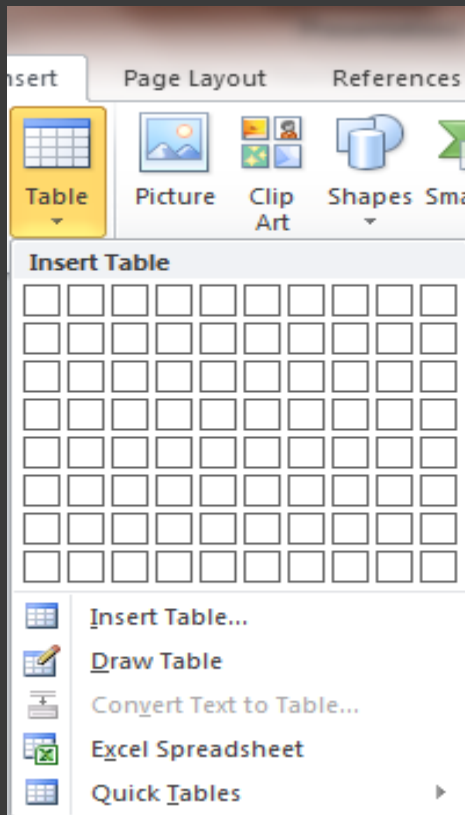 nsert Page Layout References
Table Picture Clip Art Shapes Sma
Insert Table
Insert Table...
Draw Table
Convert Text to Table...
Excel Spreadsheet
Quick Tables